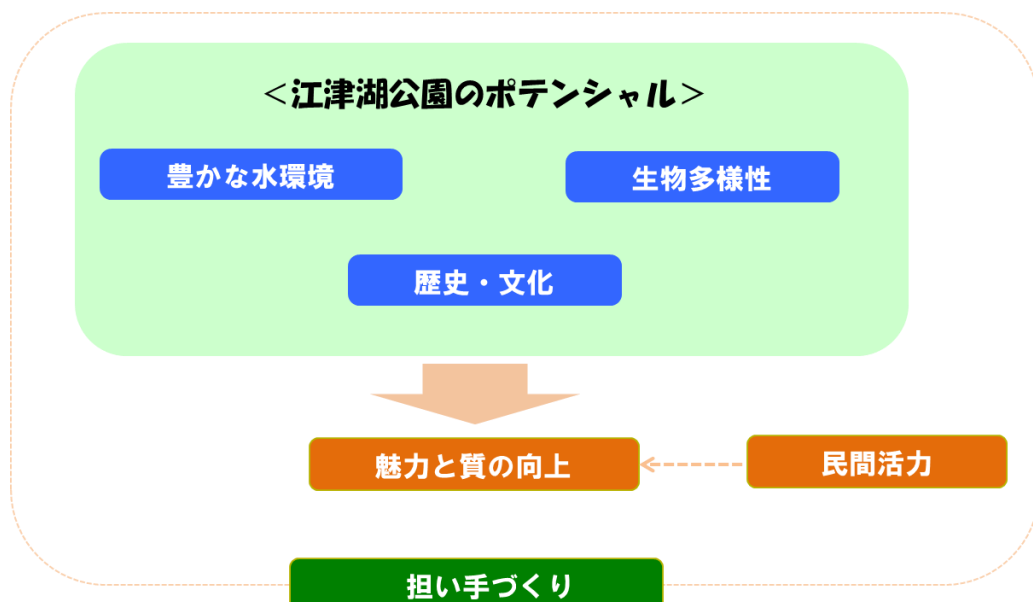 ＜江津湖公園のポテンシャル＞
豊かな水環境
生物多様性
歴史・文化
魅力と質の向上
民間活力
担い手づくり